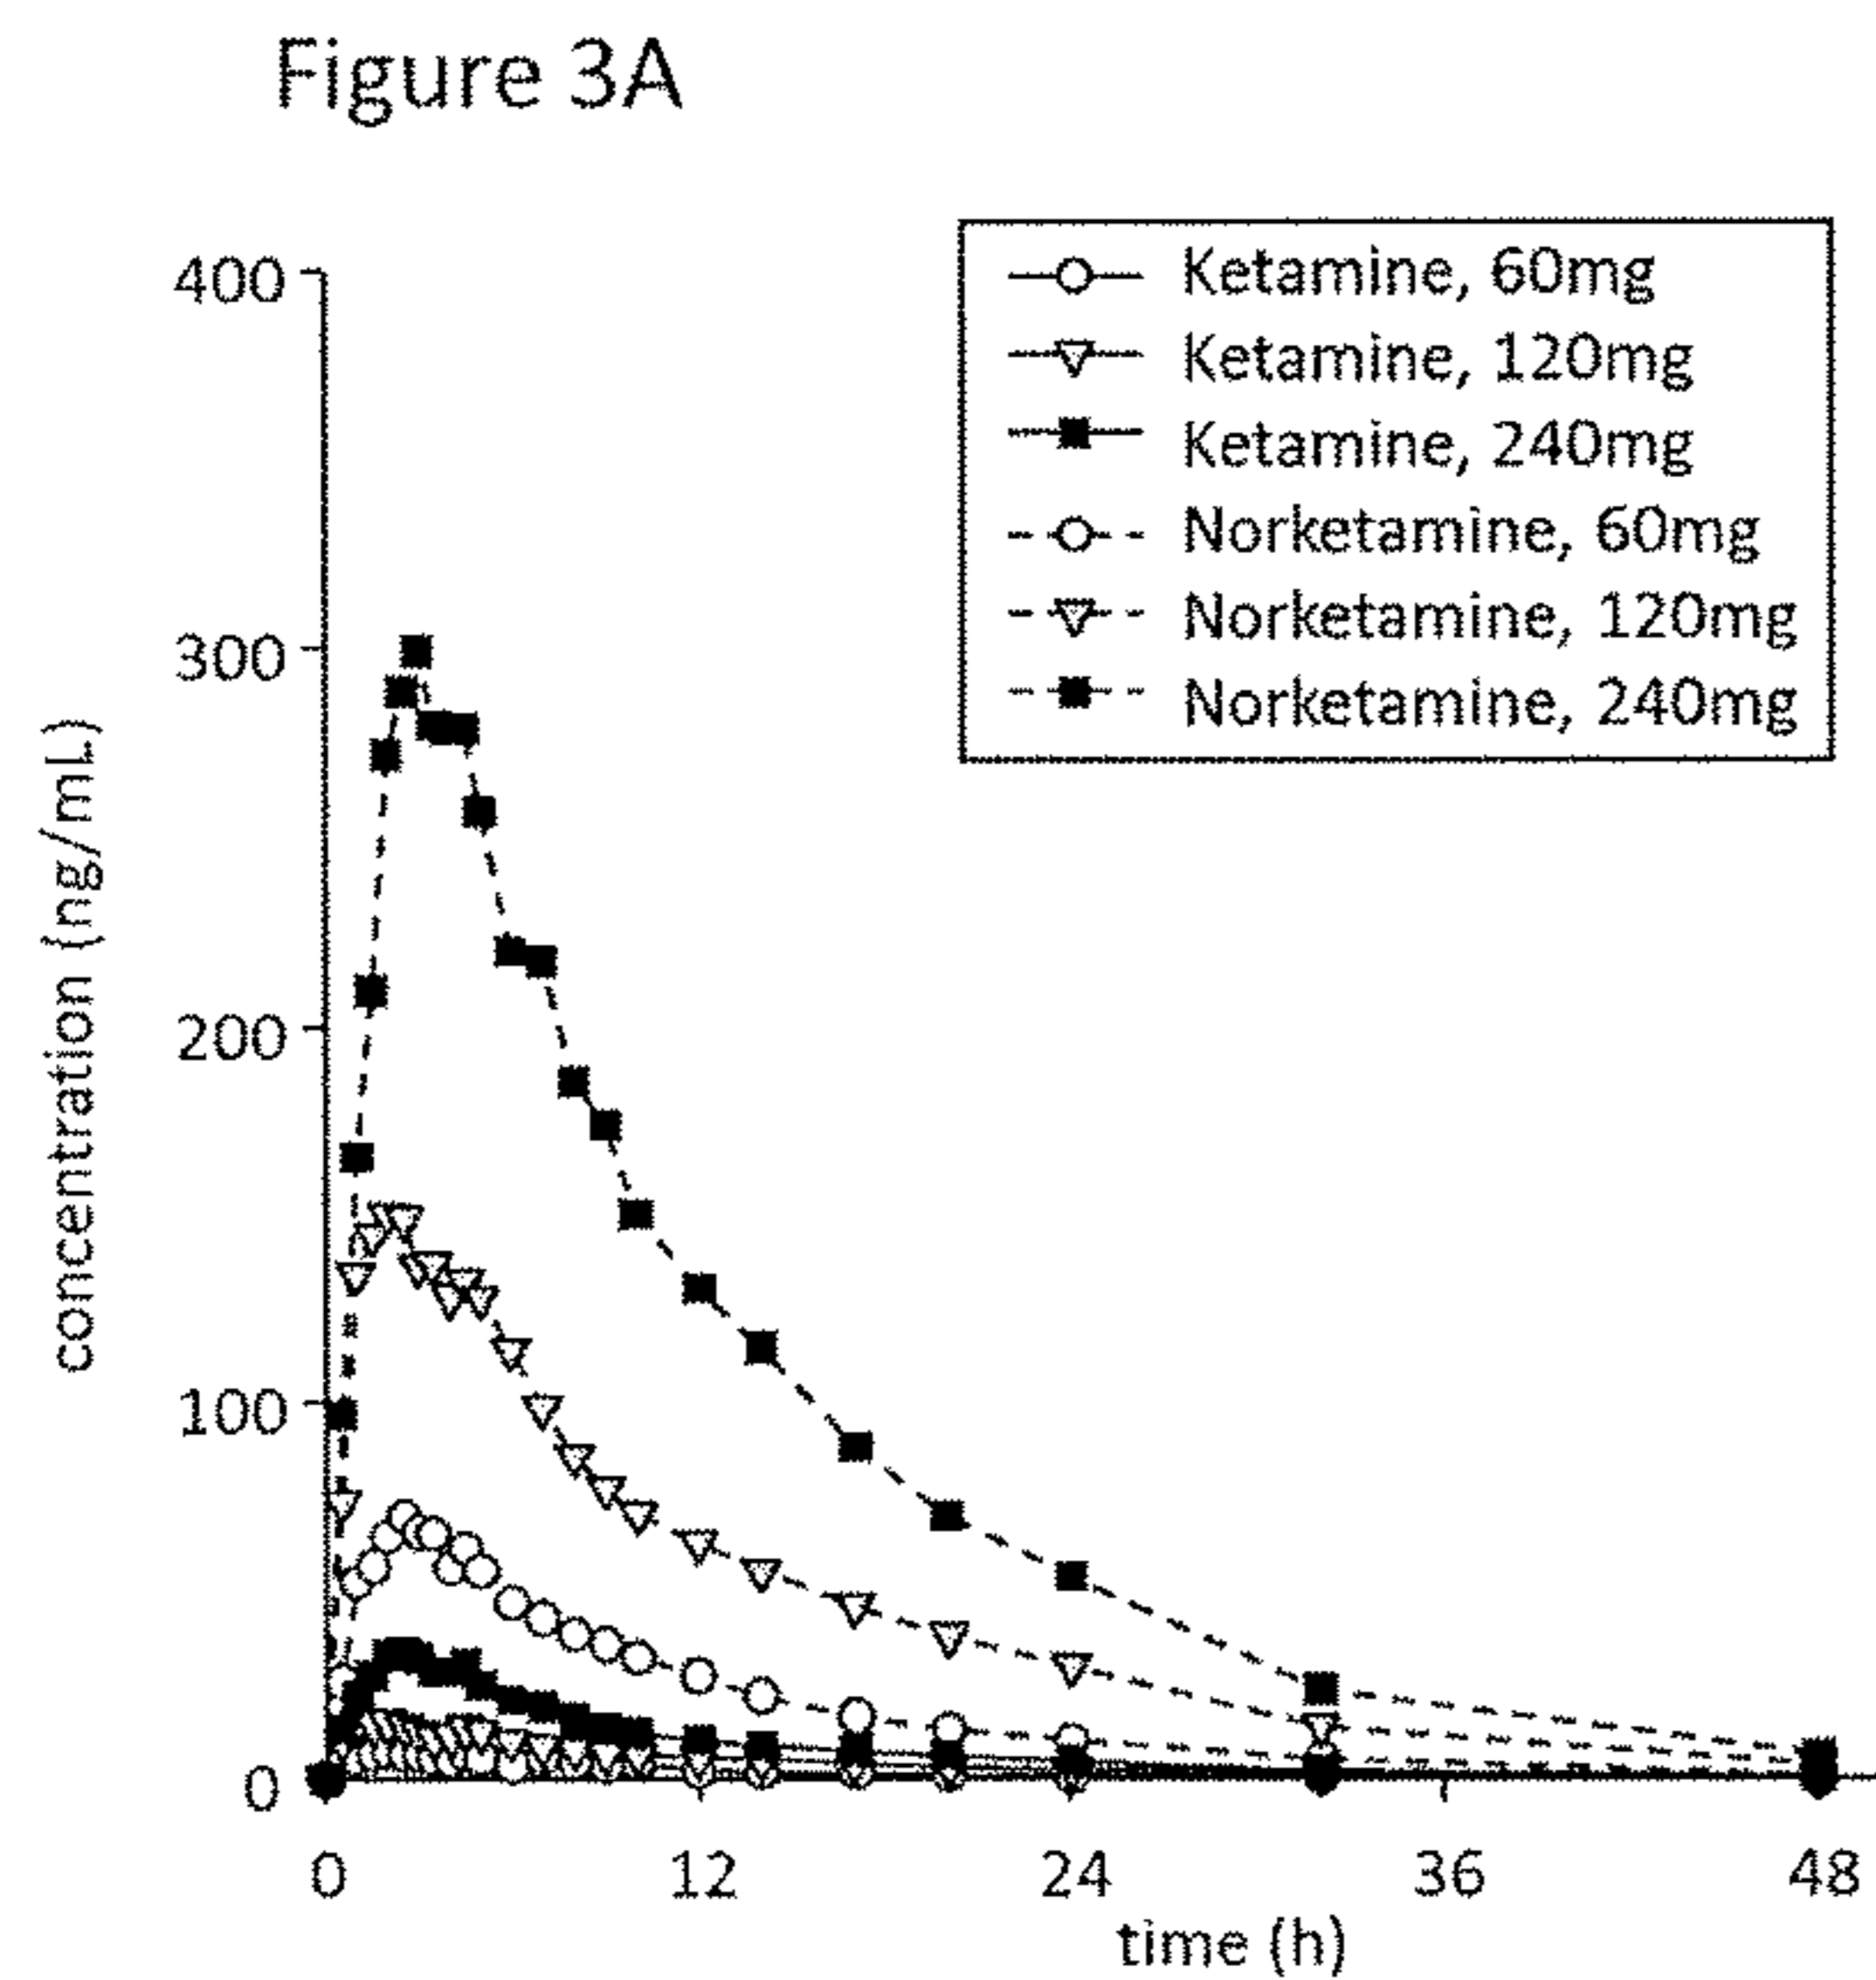 Figure 3A
400
300
200
100
0
concentration (ng/mL)
Ketamine, 60mg
Ketamine, 120mg
Ketamine, 240mg
Norketamine, 60mg
Norketamine, 120mg
Norketamine, 240mg
0 12 24 36 48
time (h)